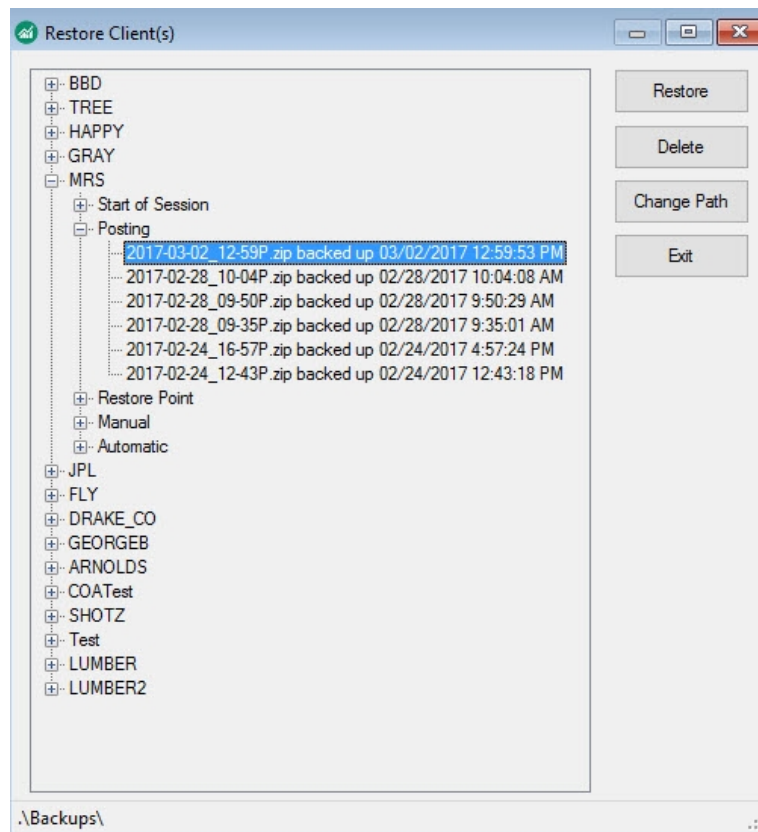 Restore Client(s)
BBD
TREE
HAPPY
GRAY
MRS
Start of Session
Posting
2017-03-02_12-59P.zip backed up 03/02/2017 12:59:53 PM
2017-02-28_10-04P.zip backed up 02/28/2017 10:04:08 AM
2017-02-28_09-50P.zip backed up 02/28/2017 9:50:29 AM
2017-02-28_09-35P.zip backed up 02/28/2017 9:35:01 AM
2017-02-24_16-57P.zip backed up 02/24/2017 4:57:24 PM
2017-02-24_12-43P.zip backed up 02/24/2017 12:43:18 PM
Restore Point
Manual
Automatic
JPL
FLY
DRAKE_CO
GEORGEB
ARNOLDS
COATest
SHOTZ
Test
LUMBER
LUMBER2
Restore
Delete
Change Path
Exit
.\Backups\